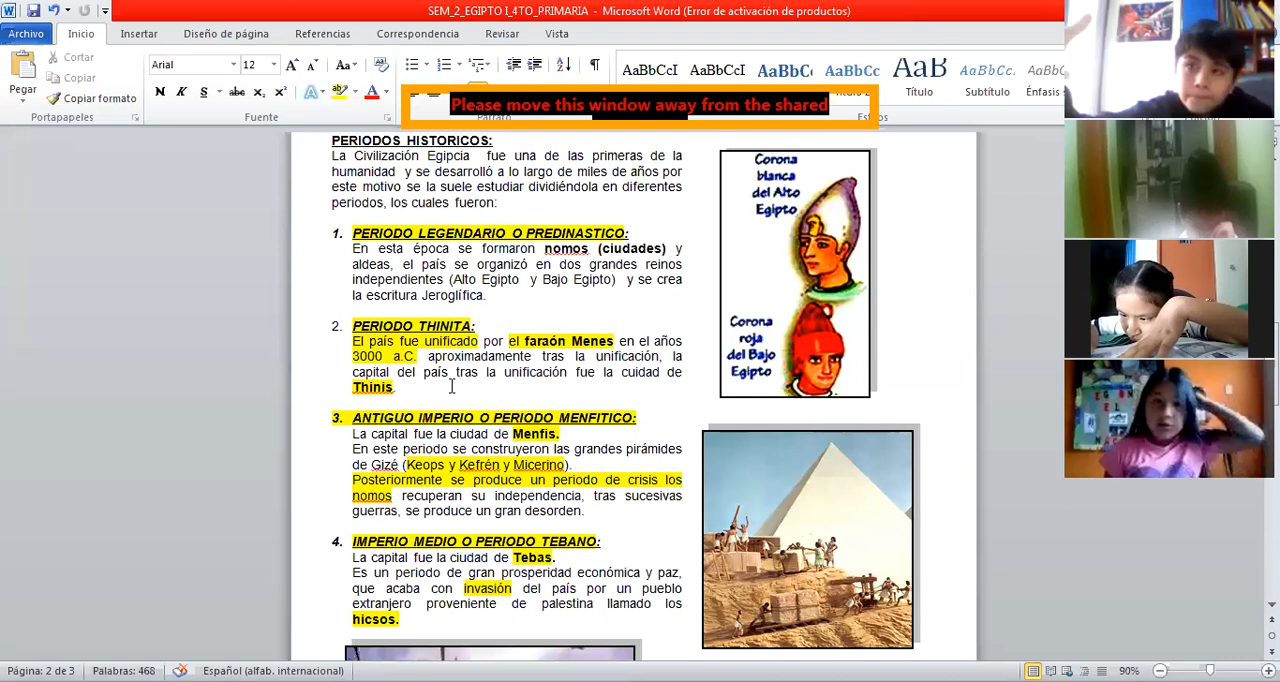 SEM_2_EGIPTO I_4TO_PRIMARIA - Microsoft Word (Error de activación de productos)
Archivo Inicio Insertar Diseño de página Referencias Correspondencia Revisar Vista
Cortar
Copiar
Copiar formato
Pegar
Portapapeles
Arial 12
N K S abc x₂ x²
Fuente
Please move this window away from the shared
Párrafo
AaBbCcI AaBbCcI AaBbCc AaBbCc AaB AaBbCc. AaBbCcI
Título Subtítulo Énfasis
Estilos
PERIODOS HISTORICOS:
La Civilización Egipcia fue una de las primeras de la
humanidad y se desarrolló a lo largo de miles de años por
este motivo se la suele estudiar dividiéndola en diferentes
periodos, los cuales fueron:
1. PERIODO LEGENDARIO O PREDINASTICO:
En esta época se formaron nomos (ciudades) y
aldeas, el país se organizó en dos grandes reinos
independientes (Alto Egipto y Bajo Egipto) y se crea
la escritura Jeroglífica.
2. PERIODO THINITA:
El país fue unificado por el faraón Menes en el años
3000 a.C. aproximadamente tras la unificación, la
capital del país tras la unificación fue la cuidad de
Thinis.
3. ANTIGUO IMPERIO O PERIODO MENFITICO:
La capital fue la ciudad de Menfis.
En este periodo se construyeron las grandes pirámides
de Gizé (Keops y Kefrén y Micerino).
Posteriormente se produce un periodo de crisis los
nomos recuperan su independencia, tras sucesivas
guerras, se produce un gran desorden.
4. IMPERIO MEDIO O PERIODO TEBANO:
La capital fue la ciudad de Tebas.
Es un periodo de gran prosperidad económica y paz,
que acaba con invasión del país por un pueblo
extranjero proveniente de palestina llamado los
hicsos.
Corona
blanca
del Alto
Egipto
Corona
roja
del Bajo
Egipto
Página: 2 de 3 Palabras: 468 Español (alfab. internacional) 90%